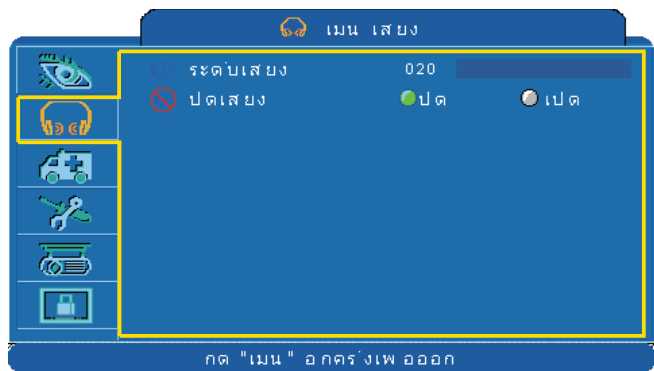 เมน เสียง
ระดับเสียง 020
ปดเสยง ปด เปด
กด "เมน" อกคร่งเพ อออก